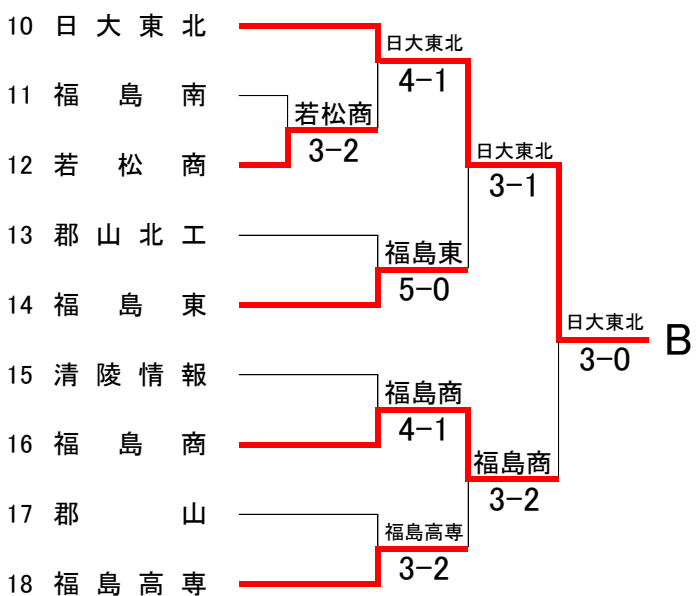 10 日大東北
11 福島南
12 若松商
13 郡山北工
14 福島東
15 清陵情報
16 福島商
17 郡山
18 福島高専
若松商
3-2
日大東北
4-1
福島東
5-0
福島商
4-1
福島高専
3-2
日大東北
3-1
福島商
3-2
日大東北
3-0
B